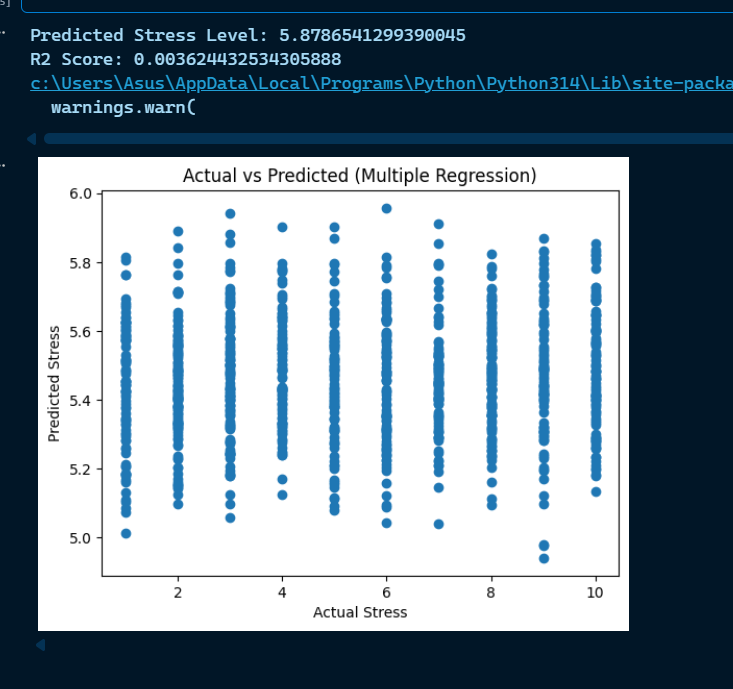 s]
Predicted Stress Level: 5.8786541299390045
R2 Score: 0.003624432534305888
c:\Users\Asus\AppData\Local\Programs\Python\Python314\Lib\site-packa
warnings.warn(
Actual vs Predicted (Multiple Regression)
6.0
5.8
5.6
5.4
5.2
5.0
Predicted Stress
2 4 6 8 10
Actual Stress